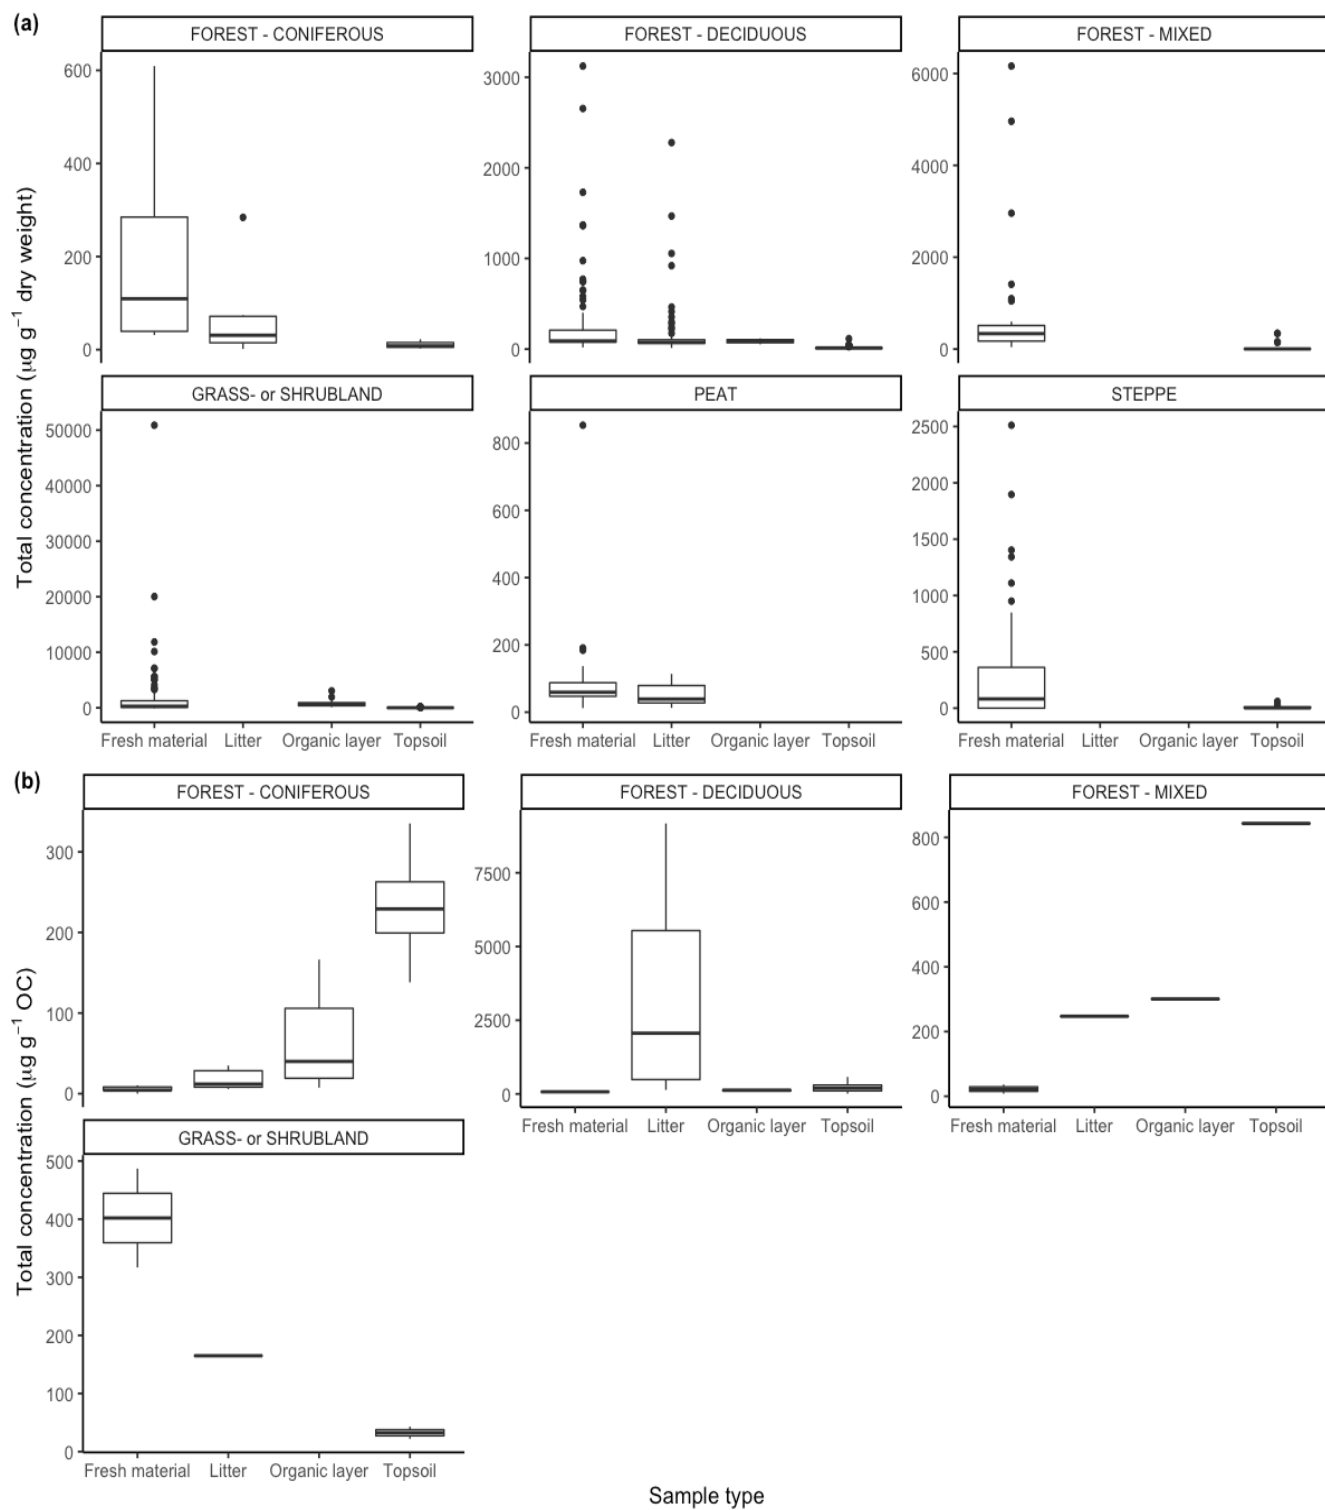 (a)
FOREST - CONIFEROUS
FOREST - DECIDUOUS
FOREST - MIXED
Total concentration (µg g⁻¹ dry weight)
600
400
200
0
3000
2000
1000
0
6000
4000
2000
0
GRASS- or SHRUBLAND
PEAT
STEPPE
50000
40000
30000
20000
10000
0
800
600
400
200
0
2500
2000
1500
1000
500
0
Fresh material Litter Organic layer Topsoil
Fresh material Litter Organic layer Topsoil
Fresh material Litter Organic layer Topsoil
(b)
FOREST - CONIFEROUS
FOREST - DECIDUOUS
FOREST - MIXED
Total concentration (µg g⁻¹ OC)
300
200
100
0
7500
5000
2500
0
800
600
400
200
0
Fresh material Litter Organic layer Topsoil
Fresh material Litter Organic layer Topsoil
GRASS- or SHRUBLAND
500
400
300
200
100
0
Fresh material Litter Organic layer Topsoil
Sample type